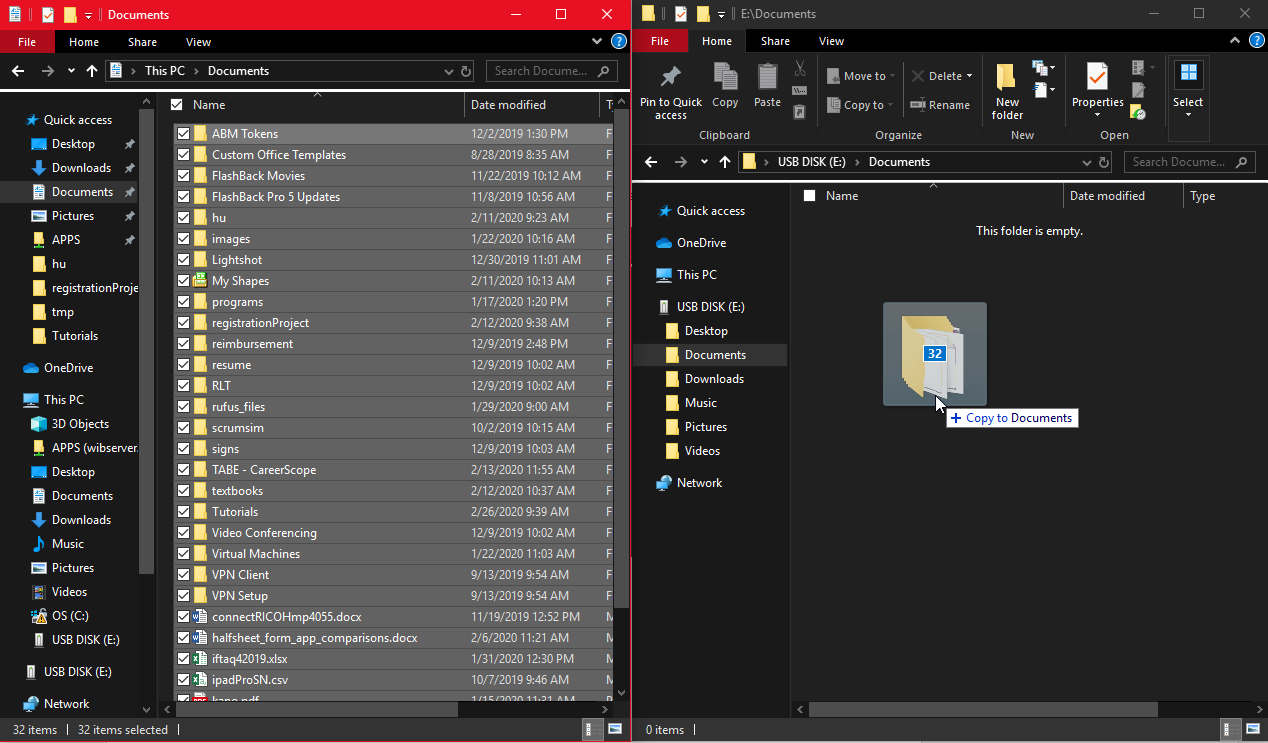 Documents
File Home Share View
This PC > Documents
Search Docume...
Quick access
Desktop
Downloads
Documents
Pictures
APPS
hu
registrationProje
tmp
Tutorials
OneDrive
This PC
3D Objects
APPS (wibserver.
Desktop
Documents
Downloads
Music
Pictures
Videos
OS (C:)
USB DISK (E:)
USB DISK (E:)
Network
Name Date modified T
ABM Tokens 12/2/2019 1:30 PM F
Custom Office Templates 8/28/2019 8:35 AM F
FlashBack Movies 11/22/2019 10:12 AM F
FlashBack Pro 5 Updates 11/8/2019 10:56 AM F
hu 2/11/2020 9:23 AM F
images 1/22/2020 10:16 AM F
Lightshot 12/30/2019 11:01 AM F
My Shapes 2/11/2020 10:13 AM F
programs 1/17/2020 1:20 PM F
registrationProject 2/12/2020 9:38 AM F
reimbursement 12/9/2019 2:48 PM F
resume 12/9/2019 10:02 AM F
RLT 12/9/2019 10:02 AM F
rufus_files 1/29/2020 9:00 AM F
scrumsim 10/2/2019 10:15 AM F
signs 12/9/2019 10:03 AM F
TABE - CareerScope 2/13/2020 11:55 AM F
textbooks 2/12/2020 10:37 AM F
Tutorials 2/26/2020 9:39 AM F
Video Conferencing 12/9/2019 10:02 AM F
Virtual Machines 1/22/2020 11:03 AM F
VPN Client 9/13/2019 9:54 AM F
VPN Setup 9/13/2019 9:54 AM F
connectRICOHmp4055.docx 11/19/2019 12:52 PM M
halfsheet_form_app_comparisons.docx 2/6/2020 11:21 AM M
iftaq42019.xlsx 1/31/2020 12:30 PM M
ipadProSN.csv 10/7/2019 9:46 AM M
kano.pdf 1/15/2020 11:31 AM
32 items 32 items selected
E:\Documents
File Home Share View
Pin to Quick access
Copy
Paste
Clipboard
Move to
Copy to
Delete
Rename
Organize
New folder
New
Properties
Open
Select
USB DISK (E:) > Documents
Search Docume...
Quick access
OneDrive
This PC
USB DISK (E:)
Desktop
Documents
Downloads
Music
Pictures
Videos
Network
Name Date modified Type
This folder is empty.
32
+ Copy to Documents
0 items